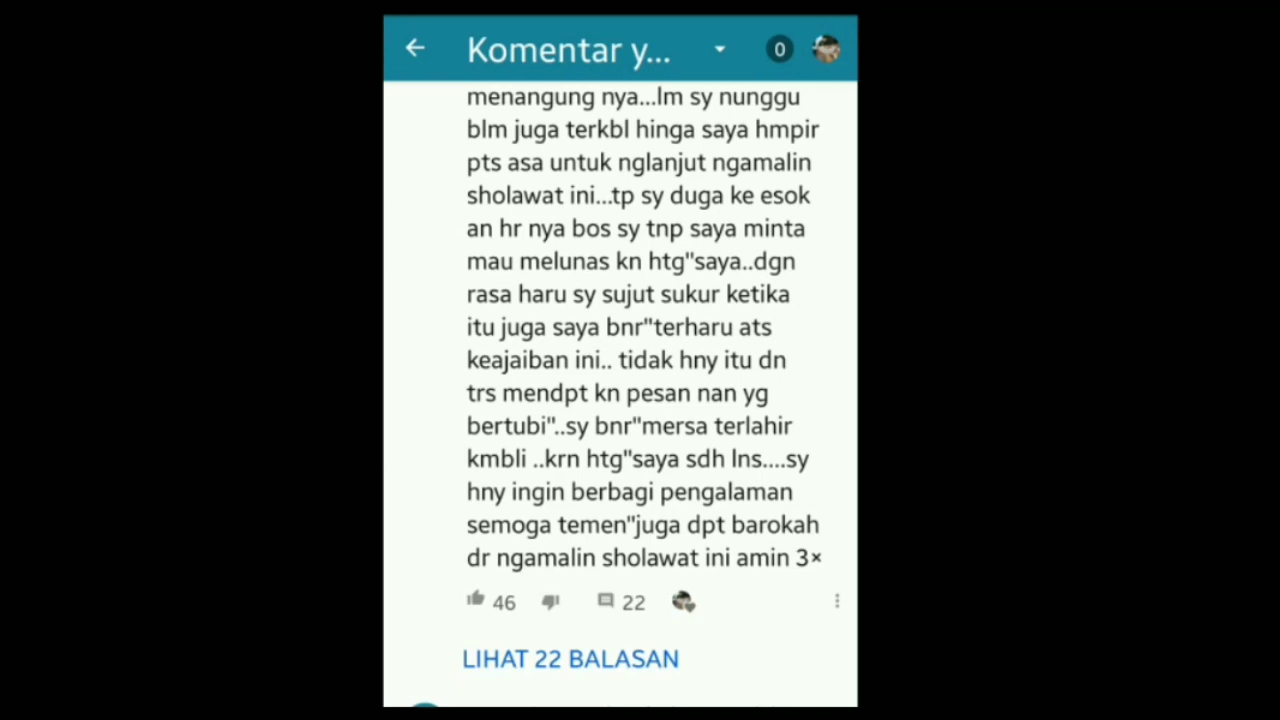 Komentar y...
0
menangung nya...lm sy nunggu
blm juga terkbl hinga saya hmpir
pts asa untuk nglanjut ngamalin
sholawat ini...tp sy duga ke esok
an hr nya bos sy tnp saya minta
mau melunas kn htg"saya..dgn
rasa haru sy sujut sukur ketika
itu juga saya bnr"terharu ats
keajaiban ini.. tidak hny itu dn
trs mendpt kn pesan nan yg
bertubi"..sy bnr"mersa terlahir
kmbli ..krn htg"saya sdh lns....sy
hny ingin berbagi pengalaman
semoga temen"juga dpt barokah
dr ngamalin sholawat ini amin 3×
46 22
LIHAT 22 BALASAN